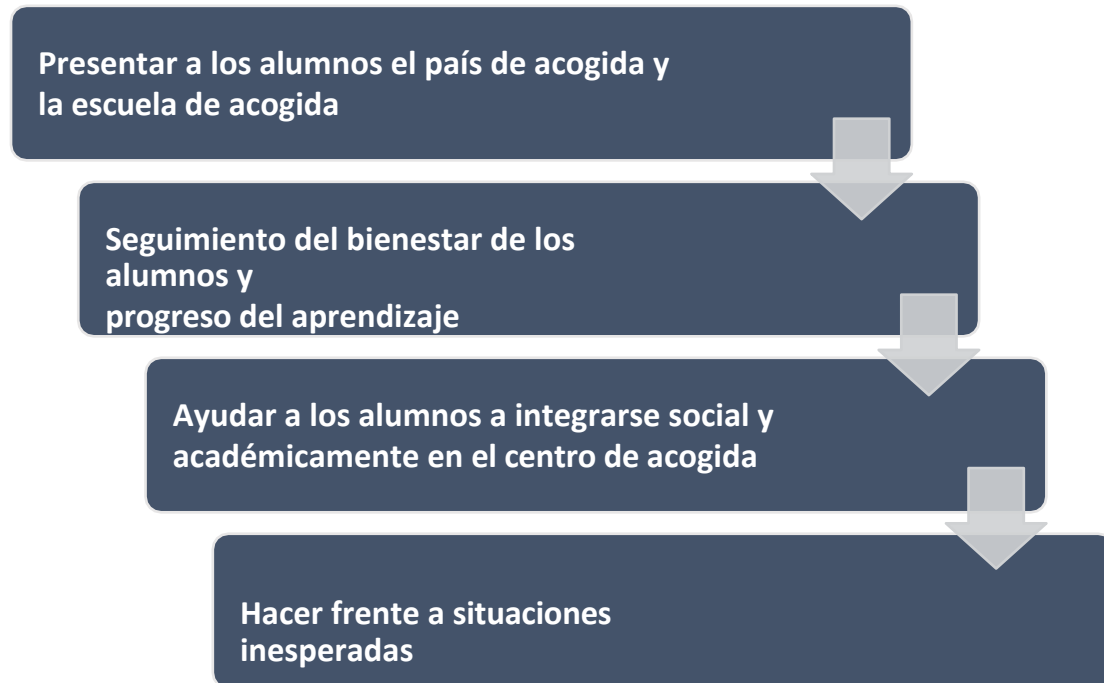 Presentar a los alumnos el país de acogida y
la escuela de acogida
Seguimiento del bienestar de los
alumnos y
progreso del aprendizaje
Ayudar a los alumnos a integrarse social y
académicamente en el centro de acogida
Hacer frente a situaciones
inesperadas